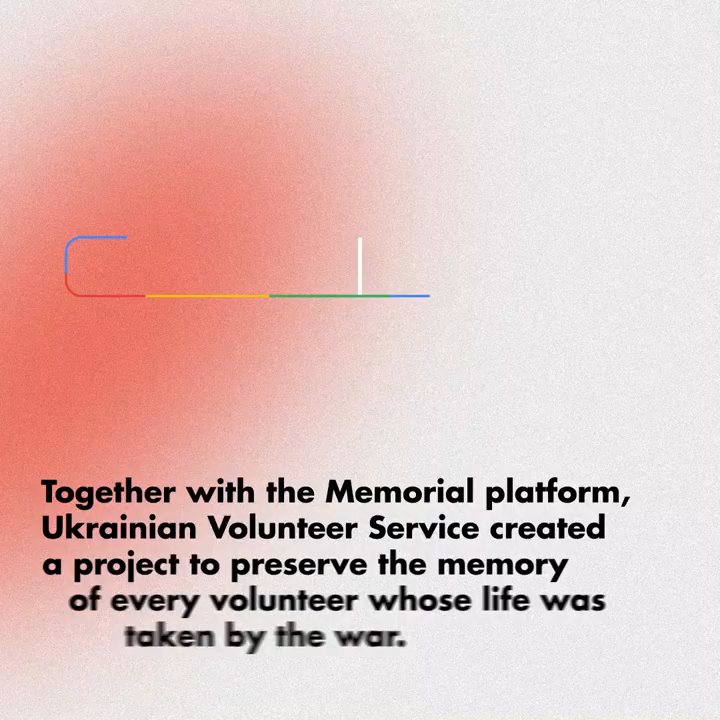 Together with the Memorial platform,
Ukrainian Volunteer Service created
a project to preserve the memory
of every volunteer whose life was
taken by the war.